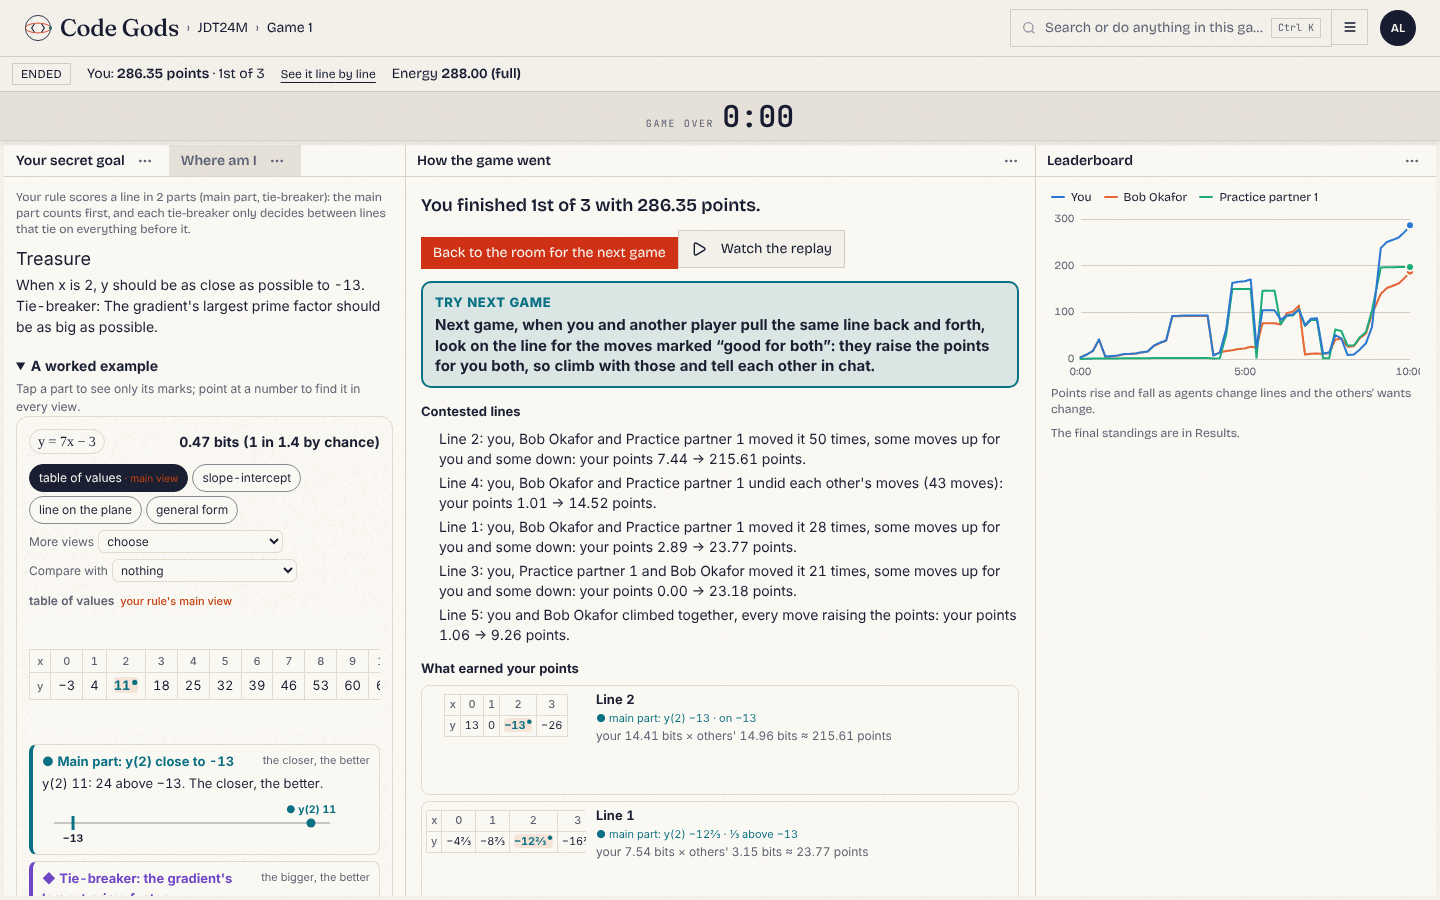 Code Gods › JDT24M › Game 1
Search or do anything in this ga... Ctrl K
AL
ENDED You: 286.35 points · 1st of 3 See it line by line Energy 288.00 (full)
GAME OVER 0:00
Your secret goal ···
Where am I ···
Your rule scores a line in 2 parts (main part, tie-breaker): the main
part counts first, and each tie-breaker only decides between lines
that tie on everything before it.
Treasure
When x is 2, y should be as close as possible to -13.
Tie-breaker: The gradient's largest prime factor should
be as big as possible.
▼ A worked example
Tap a part to see only its marks; point at a number to find it in
every view.
y = 7x − 3 0.47 bits (1 in 1.4 by chance)
table of values · main view slope-intercept
line on the plane general form
More views choose
Compare with nothing
table of values your rule's main view
x 0 1 2 3 4 5 6 7 8 9
y −3 4 11 18 25 32 39 46 53 60
Main part: y(2) close to -13 the closer, the better
y(2) 11: 24 above −13. The closer, the better.
y(2) 11
−13
Tie-breaker: the gradient's the bigger, the better
How the game went ···
You finished 1st of 3 with 286.35 points.
Back to the room for the next game Watch the replay
TRY NEXT GAME
Next game, when you and another player pull the same line back and forth,
look on the line for the moves marked “good for both”: they raise the points
for you both, so climb with those and tell each other in chat.
Contested lines
Line 2: you, Bob Okafor and Practice partner 1 moved it 50 times, some moves up for
you and some down: your points 7.44 → 215.61 points.
Line 4: you, Bob Okafor and Practice partner 1 undid each other's moves (43 moves):
your points 1.01 → 14.52 points.
Line 1: you, Bob Okafor and Practice partner 1 moved it 28 times, some moves up for
you and some down: your points 2.89 → 23.77 points.
Line 3: you, Practice partner 1 and Bob Okafor moved it 21 times, some moves up for
you and some down: your points 0.00 → 23.18 points.
Line 5: you and Bob Okafor climbed together, every move raising the points: your points
1.06 → 9.26 points.
What earned your points
x 0 1 2 3
y 13 0 −13 −26
Line 2
main part: y(2) −13 · on −13
your 14.41 bits × others' 14.96 bits ≈ 215.61 points
x 0 1 2 3
y −4⅔ −8⅔ −12⅔ −16⅔
Line 1
main part: y(2) −12⅔ · ⅓ above −13
your 7.54 bits × others' 3.15 bits ≈ 23.77 points
Leaderboard ···
You Bob Okafor Practice partner 1
300
200
100
0
0:00 5:00 10:00
Points rise and fall as agents change lines and the others' wants
change.
The final standings are in Results.